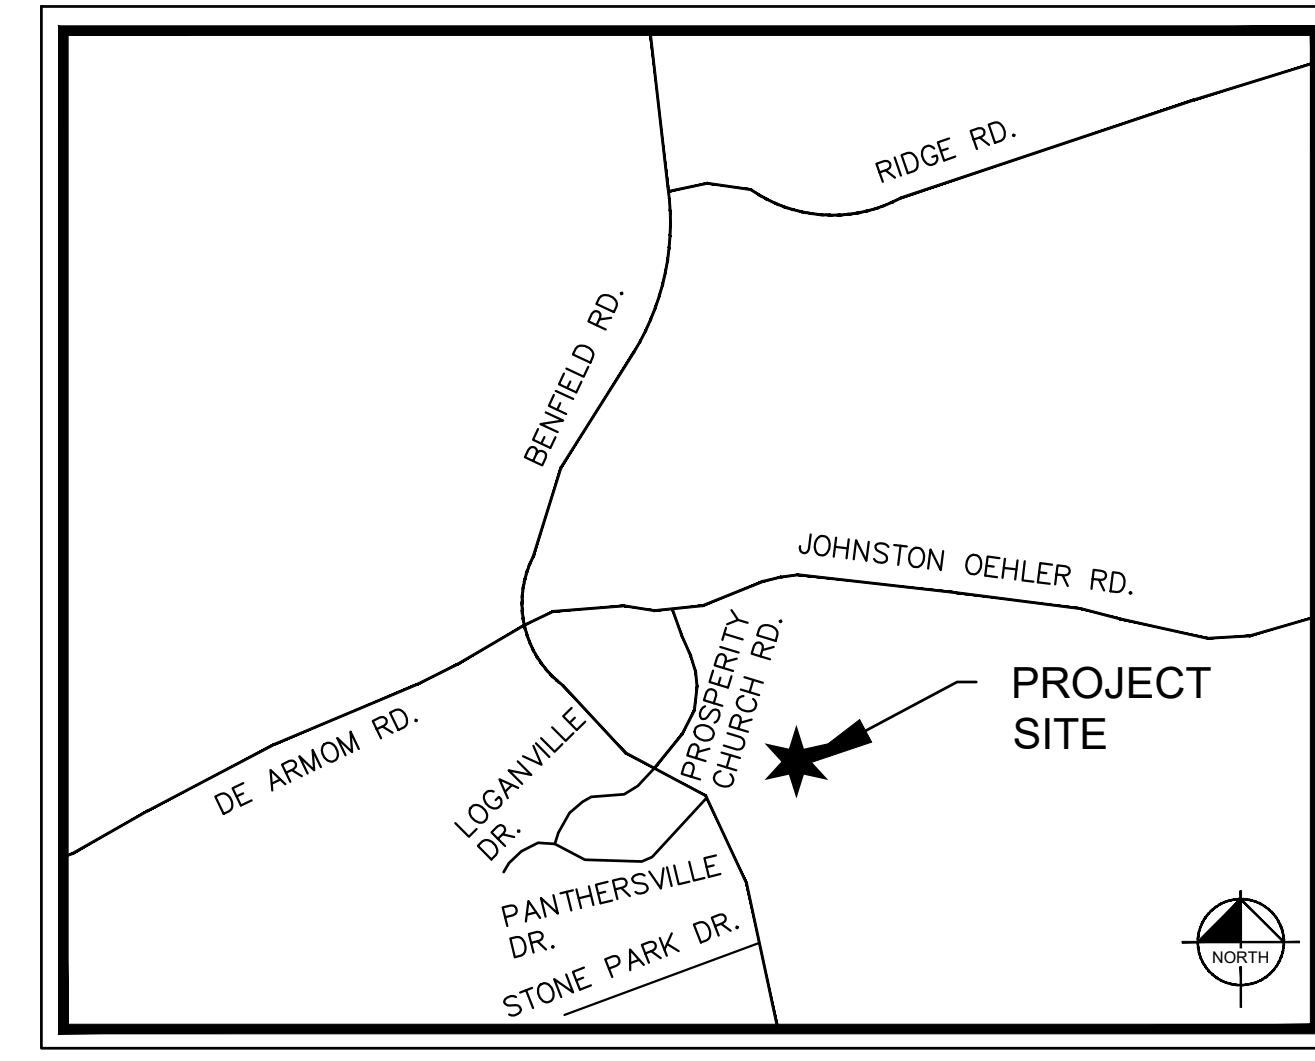 RIDGE RD.
BENFIELD RD.
JOHNSTON OEHLER RD.
PROSPERITY
CHURCH RD.
PROJECT
SITE
DE ARMOM RD.
LOGANVILLE
DR.
PANTHERSVILLE
DR.
STONE PARK DR.
NORTH